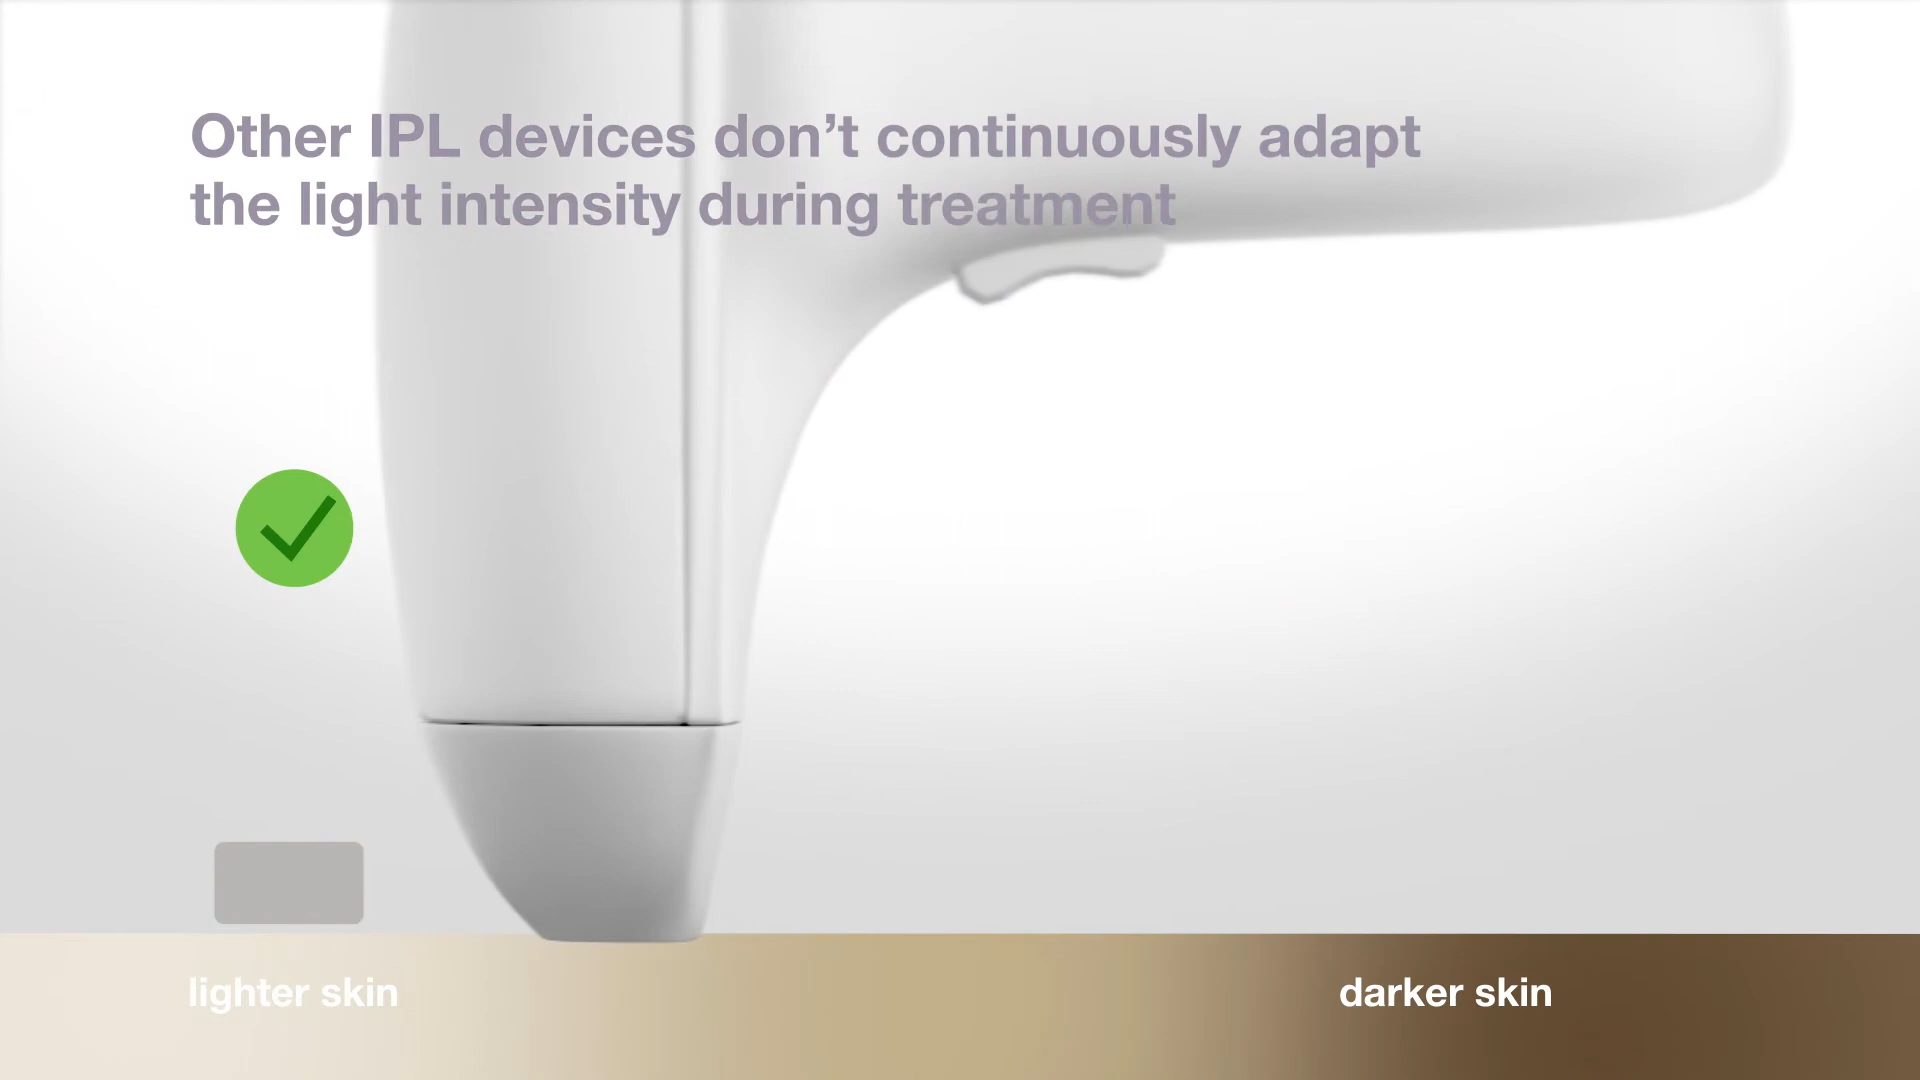 Other IPL devices don’t continuously adapt
the light intensity during treatment
lighter skin
darker skin